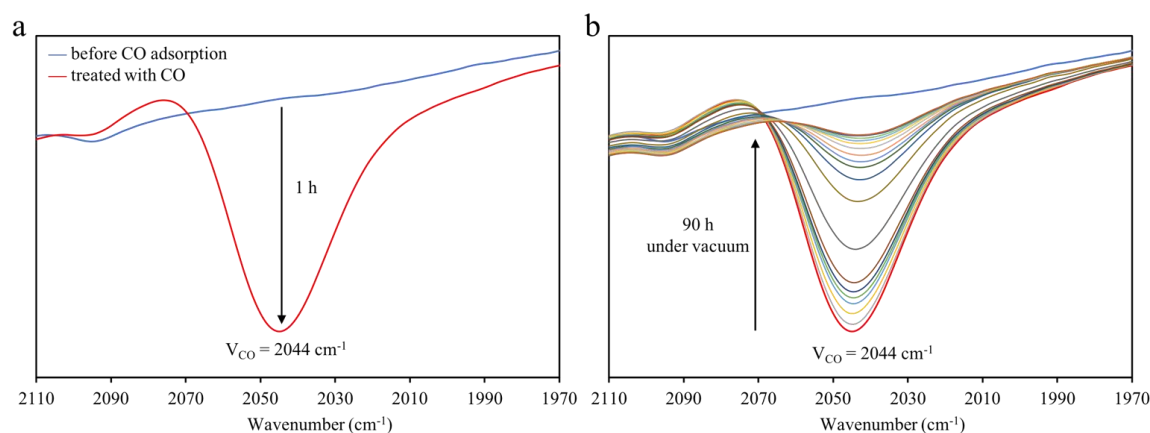 a
before CO adsorption
treated with CO
1 h
V_CO = 2044 cm⁻¹
2110 2090 2070 2050 2030 2010 1990 1970
Wavenumber (cm⁻¹)
b
90 h
under vacuum
V_CO = 2044 cm⁻¹
2110 2090 2070 2050 2030 2010 1990 1970
Wavenumber (cm⁻¹)